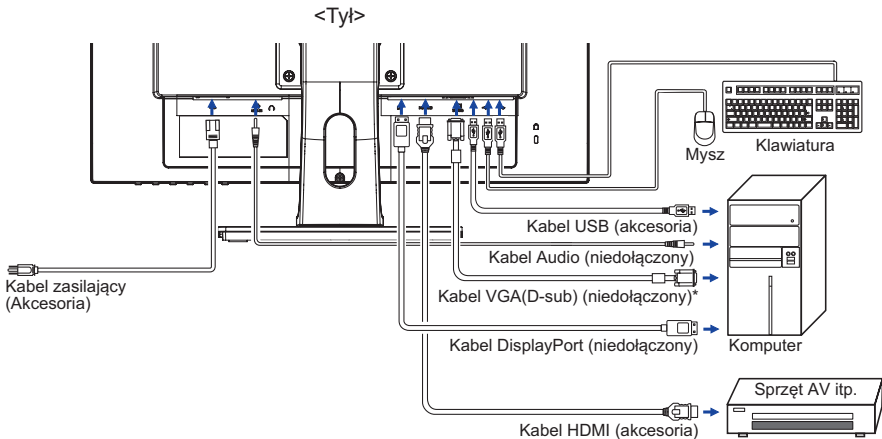 <Tył>
Mysz
Klawiatura
Kabel USB (akcesoria)
Kabel Audio (niedołączony)
Kabel zasilający
(Akcesoria)
Kabel VGA(D-sub) (niedołączony)*
Kabel DisplayPort (niedołączony)
Komputer
Sprzęt AV itp.
Kabel HDMI (akcesoria)